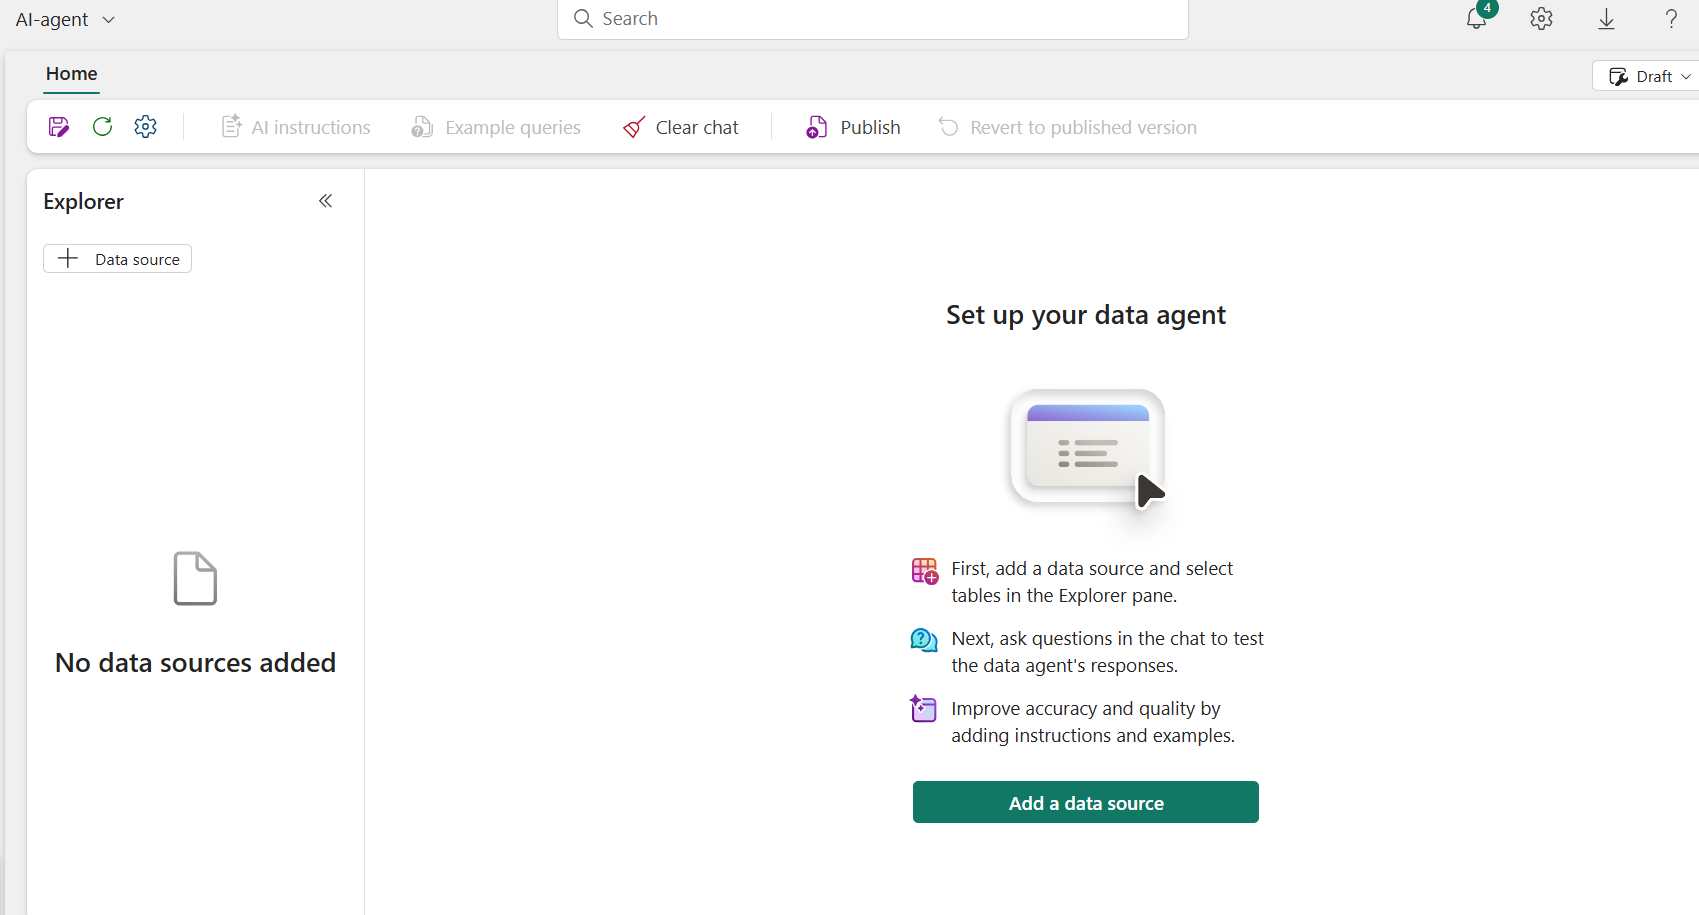 AI-agent
Search
4
?
Home
Draft
AI instructions
Example queries
Clear chat
Publish
Revert to published version
Explorer
Data source
No data sources added
Set up your data agent
First, add a data source and select
tables in the Explorer pane.
Next, ask questions in the chat to test
the data agent's responses.
Improve accuracy and quality by
adding instructions and examples.
Add a data source